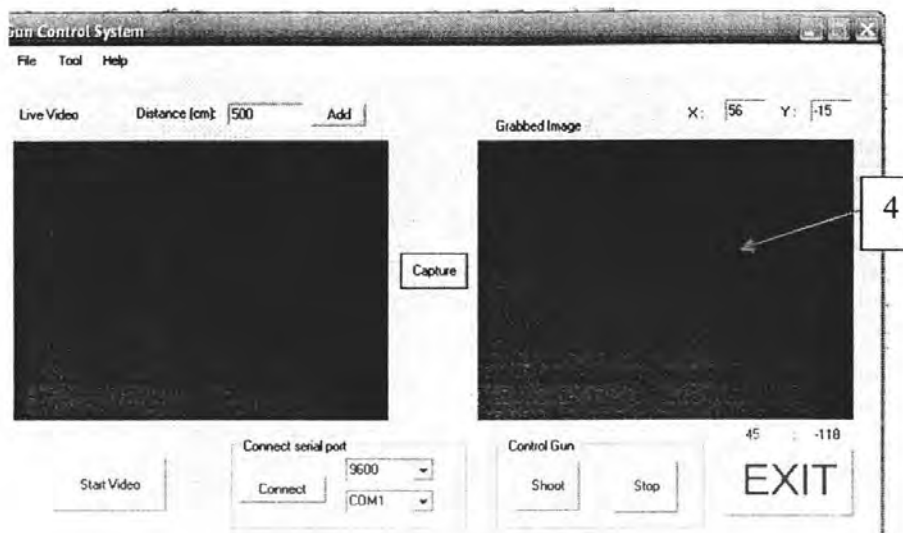 Gun Control System
File Tool Help
Live Video Distance (cm): 500 Add
Grabbed Image X: 56 Y: -15
4
Capture
45 : -118
Connect serial port
Control Gun
Start Video
Connect
9600
COM1
Shoot
Stop
EXIT